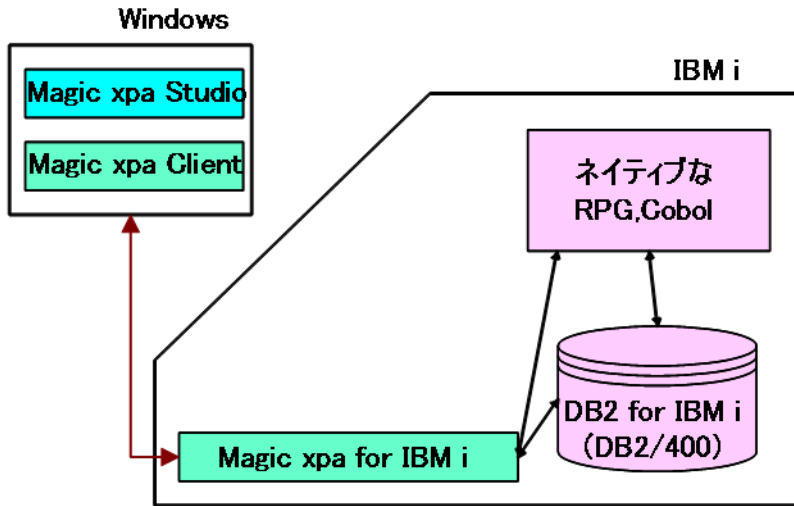 Windows
Magic xpa Studio
Magic xpa Client
IBM i
ネイティブな
RPG,Cobol
DB2 for IBM i
(DB2/400)
Magic xpa for IBM i